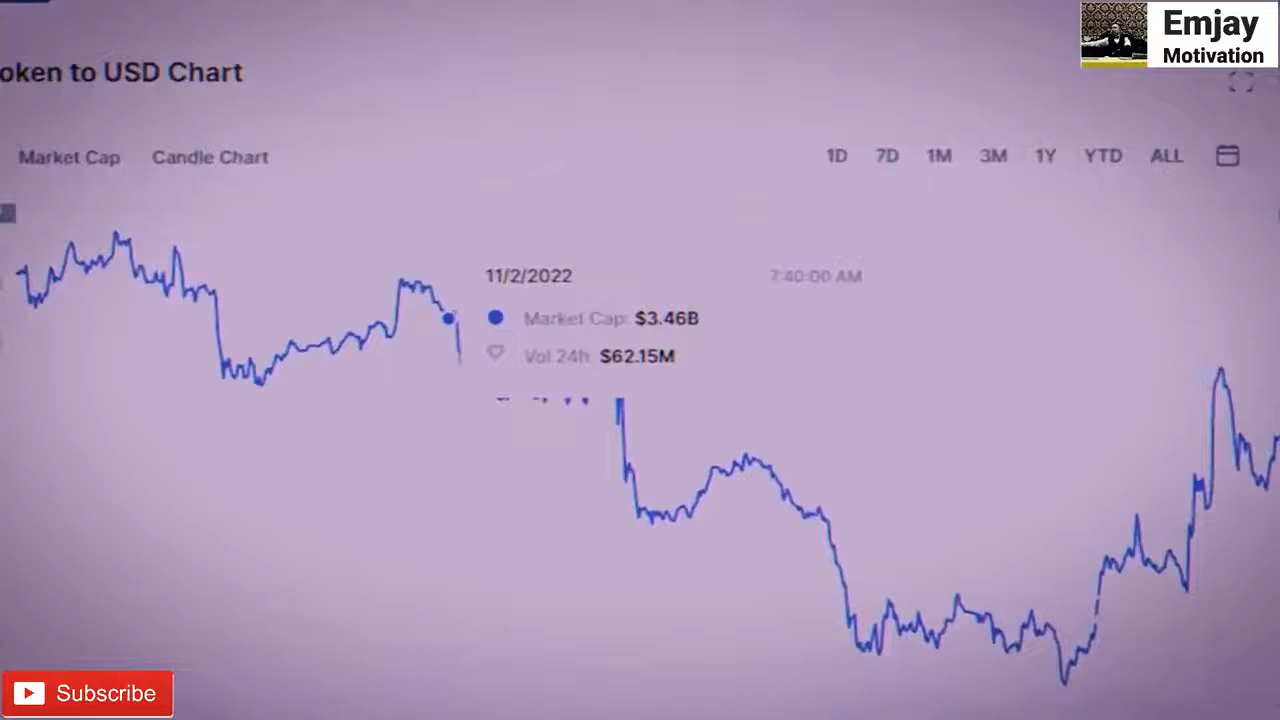 Emjay
Motivation
oken to USD Chart
Market Cap Candle Chart 1D 7D 1M 3M 1Y YTD ALL
11/2/2022 7:40:00 AM
Market Cap: $3.46B
Vol 24h: $62.15M
Subscribe